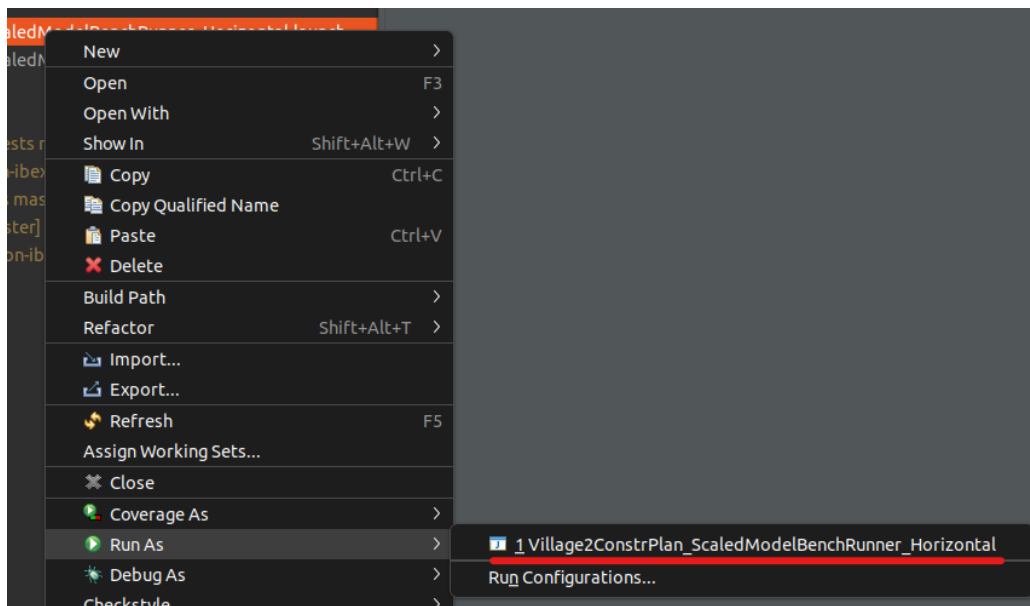 New
Open F3
Open With
Show In Shift+Alt+W
Copy Ctrl+C
Copy Qualified Name
Paste Ctrl+V
Delete
Build Path
Refactor Shift+Alt+T
Import...
Export...
Refresh F5
Assign Working Sets...
Close
Coverage As
Run As
1 Village2ConstrPlan_ScaledModelBenchRunner_Horizontal
Debug As
Run Configurations...
Checkstyle